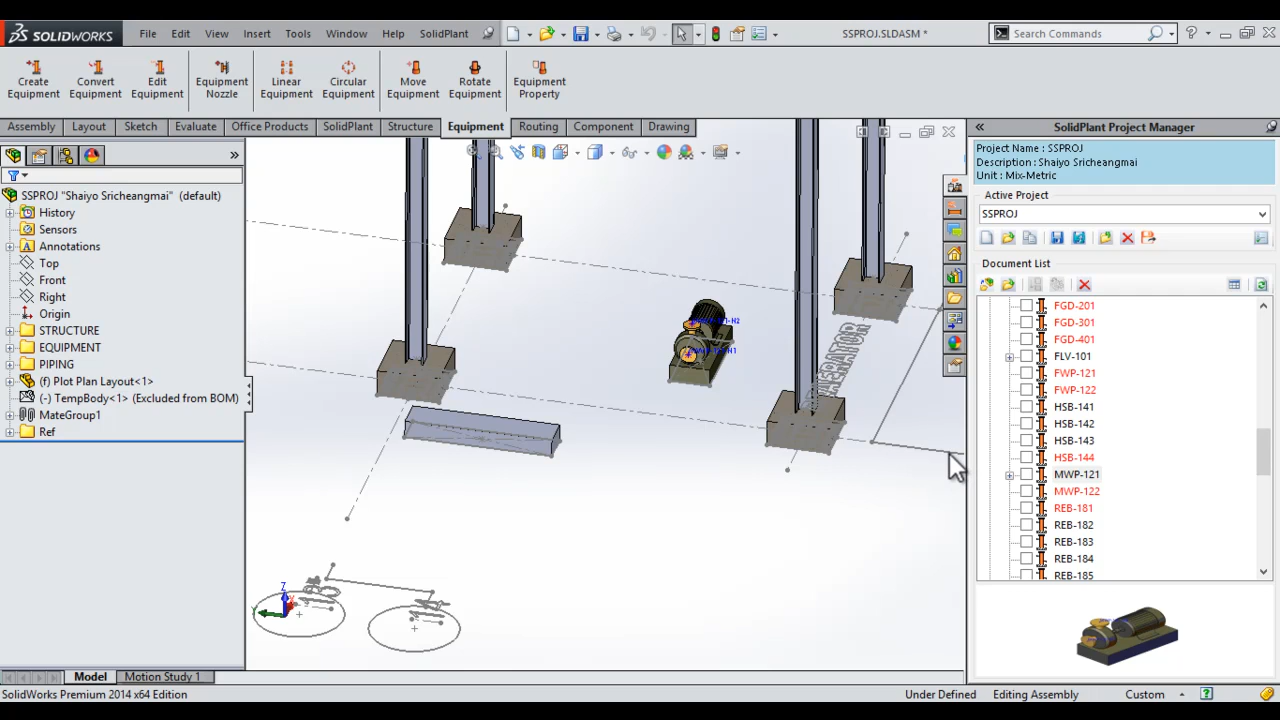 SOLIDWORKS File Edit View Insert Tools Window Help SolidPlant SSPROJ.SLDASM * Search Commands
Create Equipment
Convert Equipment
Edit Equipment
Equipment Nozzle
Linear Equipment
Circular Equipment
Move Equipment
Rotate Equipment
Equipment Property
Assembly Layout Sketch Evaluate Office Products SolidPlant Structure Equipment Routing Component Drawing
SSPROJ "Shaiyo Sricheangmai" (default)
History
Sensors
Annotations
Top
Front
Right
Origin
STRUCTURE
EQUIPMENT
PIPING
(f) Plot Plan Layout<1>
(-) TempBody<1> (Excluded from BOM)
MateGroup1
Ref
Z
SolidPlant Project Manager
Project Name : SSPROJ
Description : Shaiyo Sricheangmai
Unit : Mix-Metric
Active Project
SSPROJ
Document List
FGD-201
FGD-301
FGD-401
FLV-101
FWP-121
FWP-122
HSB-141
HSB-142
HSB-143
HSB-144
MWP-121
MWP-122
REB-181
REB-182
REB-183
REB-184
REB-185
Model Motion Study 1
SolidWorks Premium 2014 x64 Edition Under Defined Editing Assembly Custom